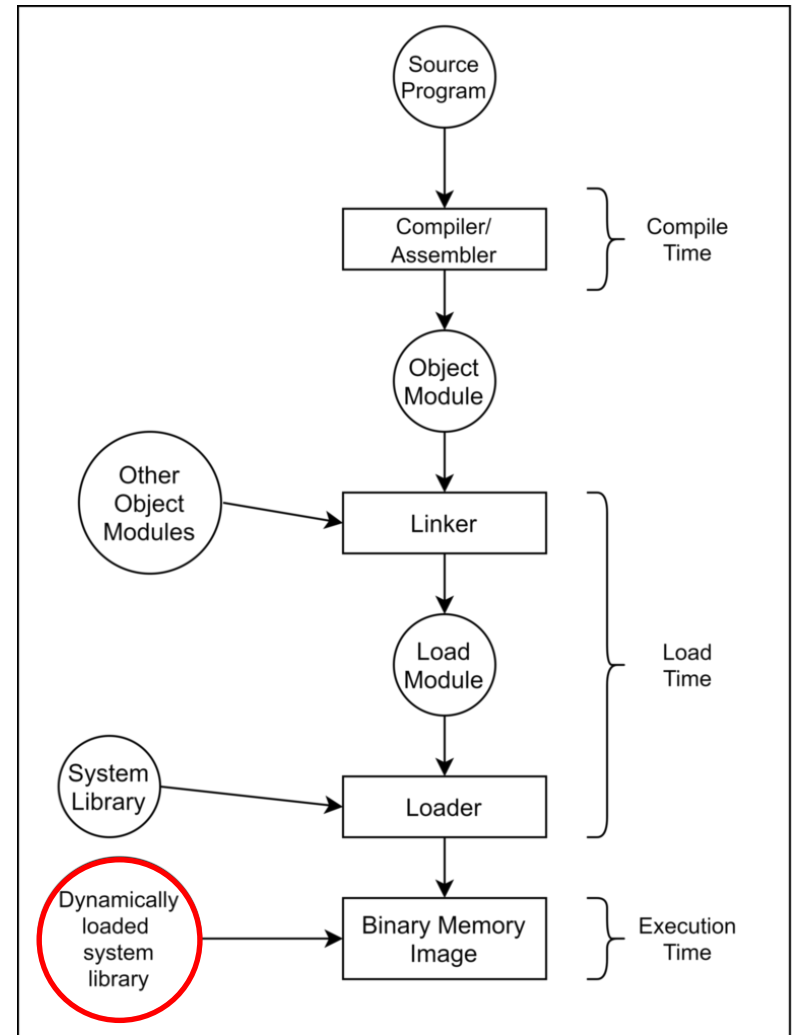 Source
Program
Compiler/
Assembler
Compile
Time
Object
Module
Other
Object
Modules
Linker
Load
Module
Load
Time
System
Library
Loader
Dynamically
loaded
system
library
Binary Memory
Image
Execution
Time